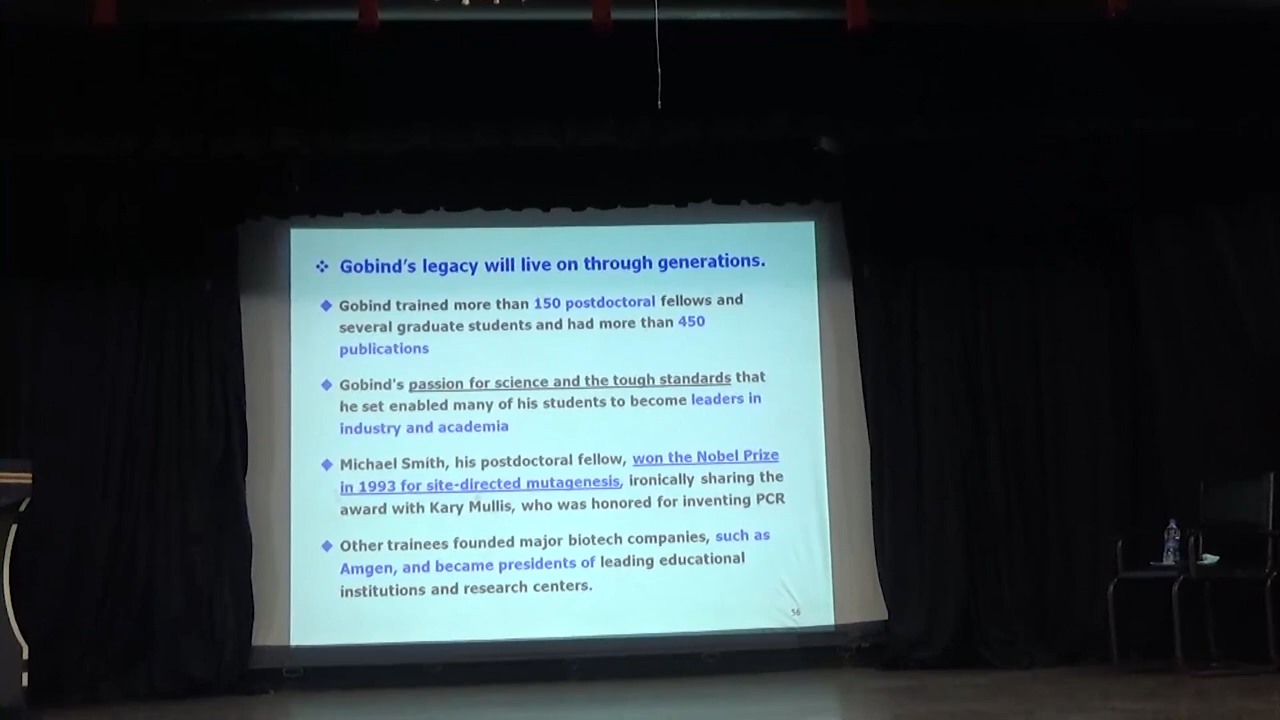 ❖ Gobind's legacy will live on through generations.
◆ Gobind trained more than 150 postdoctoral fellows and
several graduate students and had more than 450
publications
◆ Gobind's passion for science and the tough standards that
he set enabled many of his students to become leaders in
industry and academia
◆ Michael Smith, his postdoctoral fellow, won the Nobel Prize
in 1993 for site-directed mutagenesis, ironically sharing the
award with Kary Mullis, who was honored for inventing PCR
◆ Other trainees founded major biotech companies, such as
Amgen, and became presidents of leading educational
institutions and research centers.
56